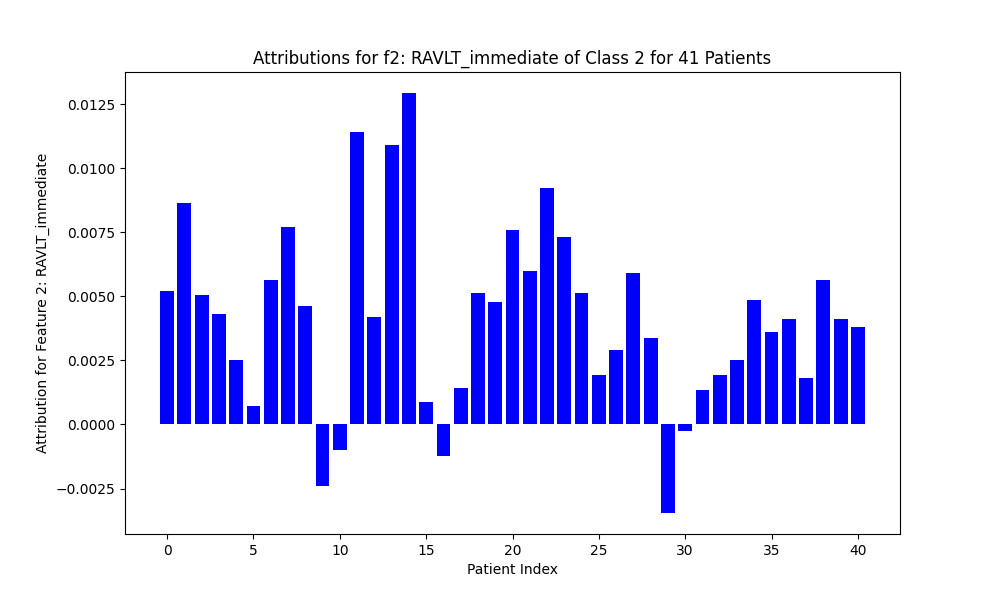 Attributions for f2: RAVLT_immediate of Class 2 for 41 Patients
Attribution for Feature 2: RAVLT_immediate
0.0125
0.0100
0.0075
0.0050
0.0025
0.0000
−0.0025
0 5 10 15 20 25 30 35 40
Patient Index